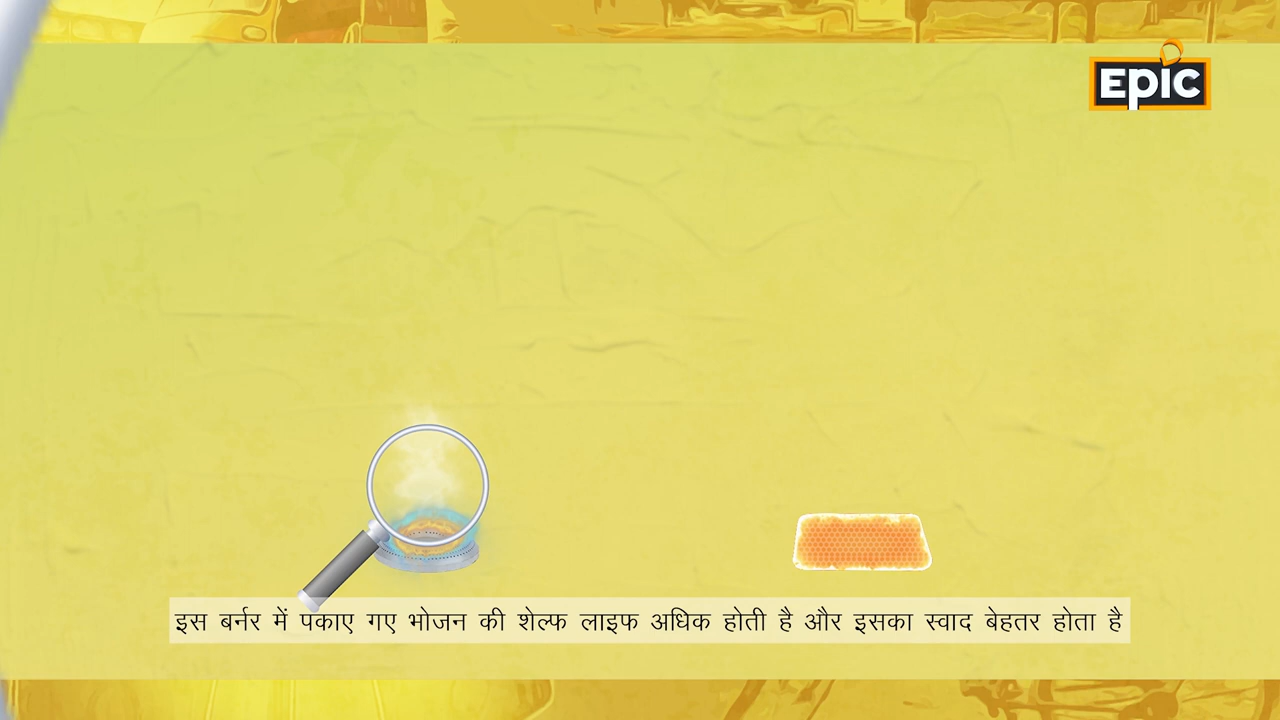 EPIC
इस बर्नर में पकाए गए भोजन की शेल्फ लाइफ अधिक होती है और इसका स्वाद बेहतर होता है